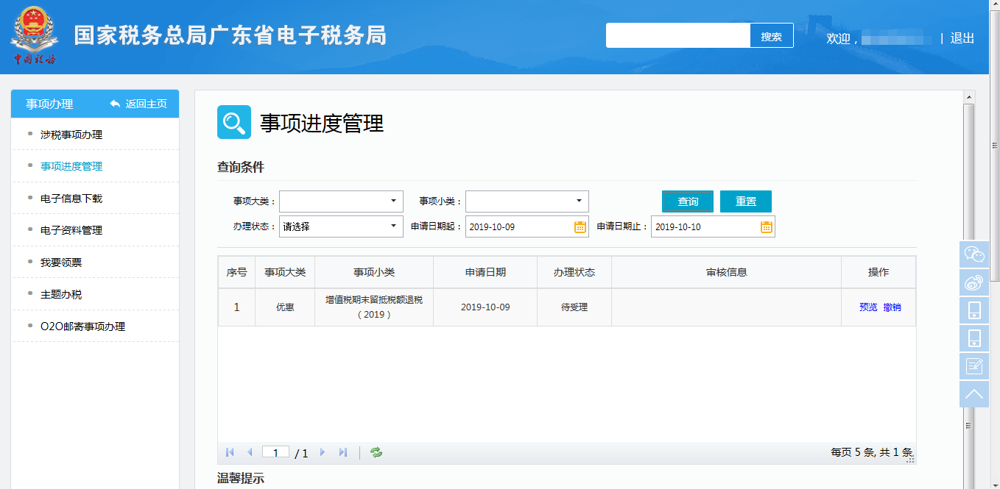 国家税务总局广东省电子税务局
中国税务
搜索
欢迎, | 退出
事项办理 返回主页
涉税事项办理
事项进度管理
电子信息下载
电子资料管理
我要领票
主题办税
O2O邮寄事项办理
事项进度管理
查询条件
事项大类: 事项小类: 查询 重置
办理状态: 请选择 申请日期起: 2019-10-09 申请日期止: 2019-10-10
序号 事项大类 事项小类 申请日期 办理状态 审核信息 操作
1 优惠 增值税期末留抵税额退税 2019-10-09 待受理 预览 撤销
(2019)
1 / 1 每页 5 条, 共 1 条
温馨提示